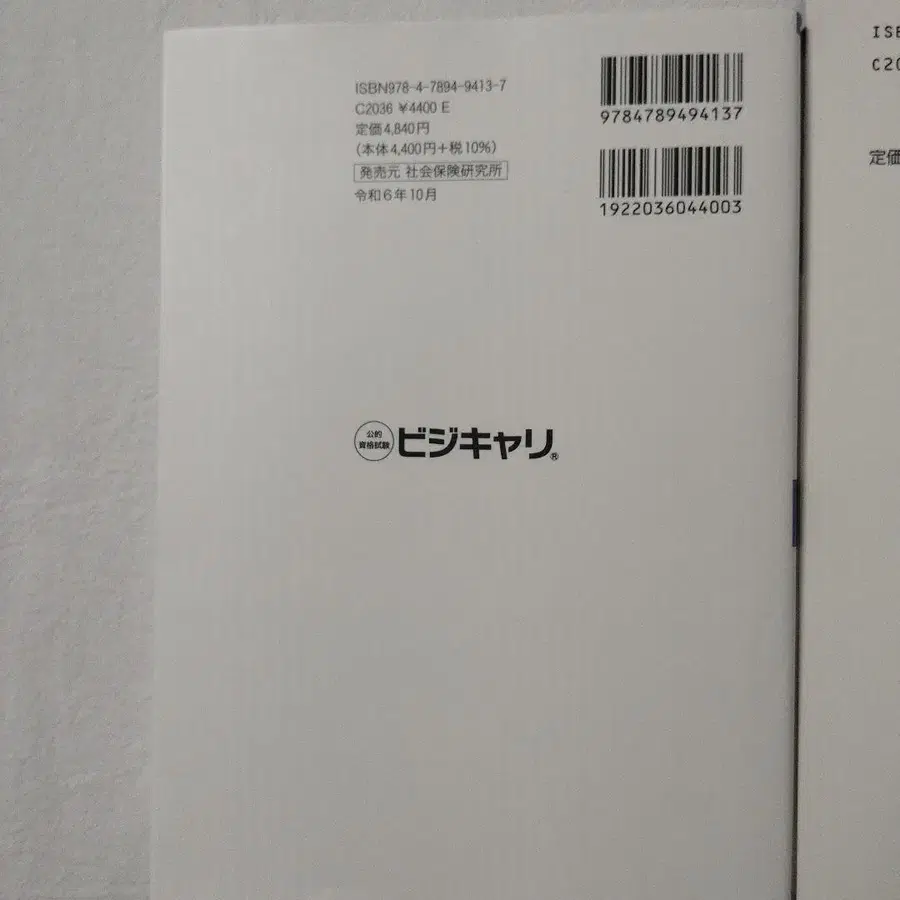 ISBN978-4-7894-9413-7
C2036 ¥4400 E
定価4,840円
(本体4,400円+税10%)
発売元 社会保険研究所
令和6年10月
9784789494137
1922036044003
公的
資格試験
ビジキャリ®
ISB
C20
定価